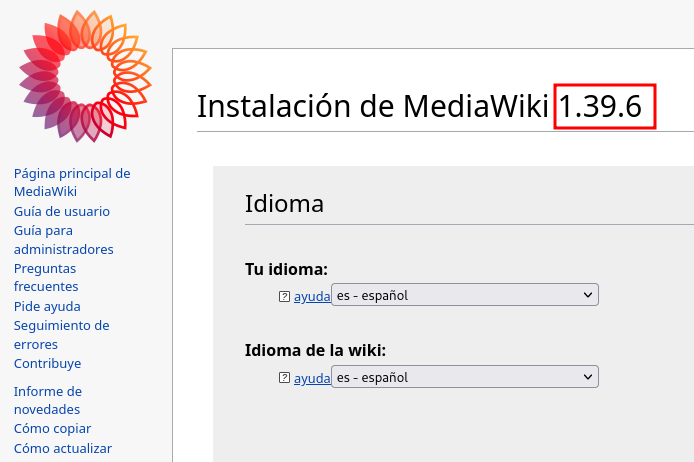 Página principal de
MediaWiki
Guía de usuario
Guía para
administradores
Preguntas
frecuentes
Pide ayuda
Seguimiento de
errores
Contribuye
Informe de
novedades
Cómo copiar
Cómo actualizar
Instalación de MediaWiki 1.39.6
Idioma
Tu idioma:
? ayuda es - español
Idioma de la wiki:
? ayuda es - español